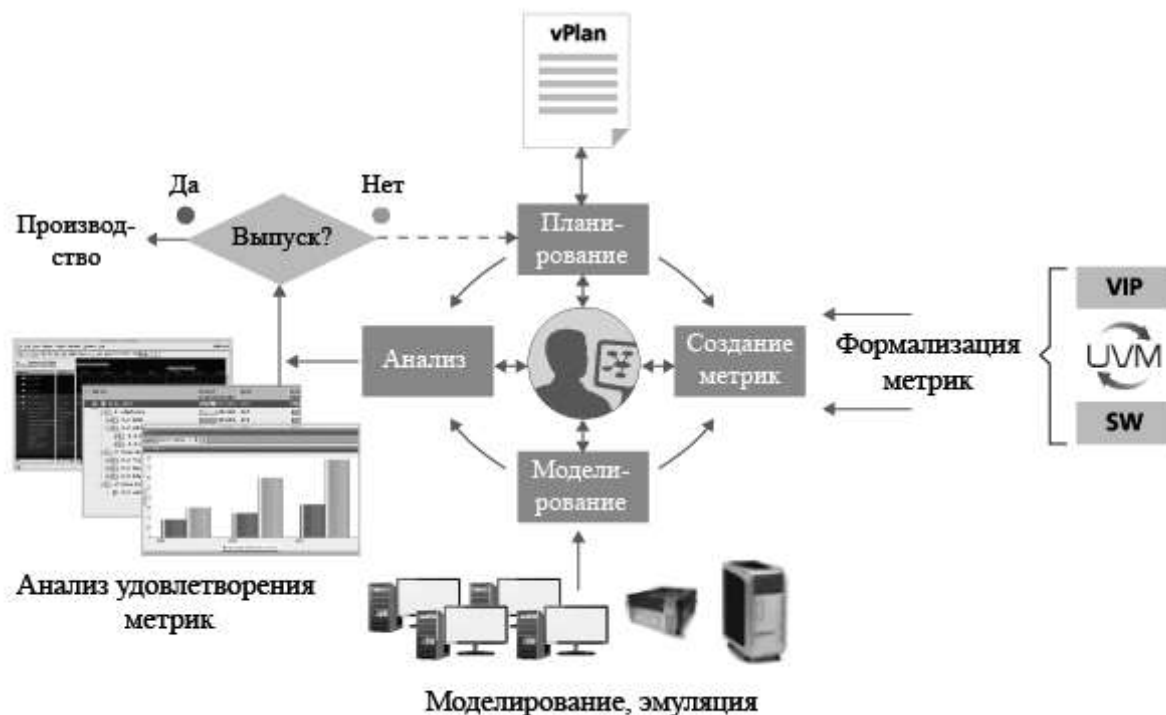 vPlan
Да
Нет
Производ-
ство
Выпуск?
Плани-
рование
Анализ
Создание
метрик
Формализация
метрик
VIP
UVM
SW
Модели-
рование
Анализ удовлетворения
метрик
Моделирование, эмуляция